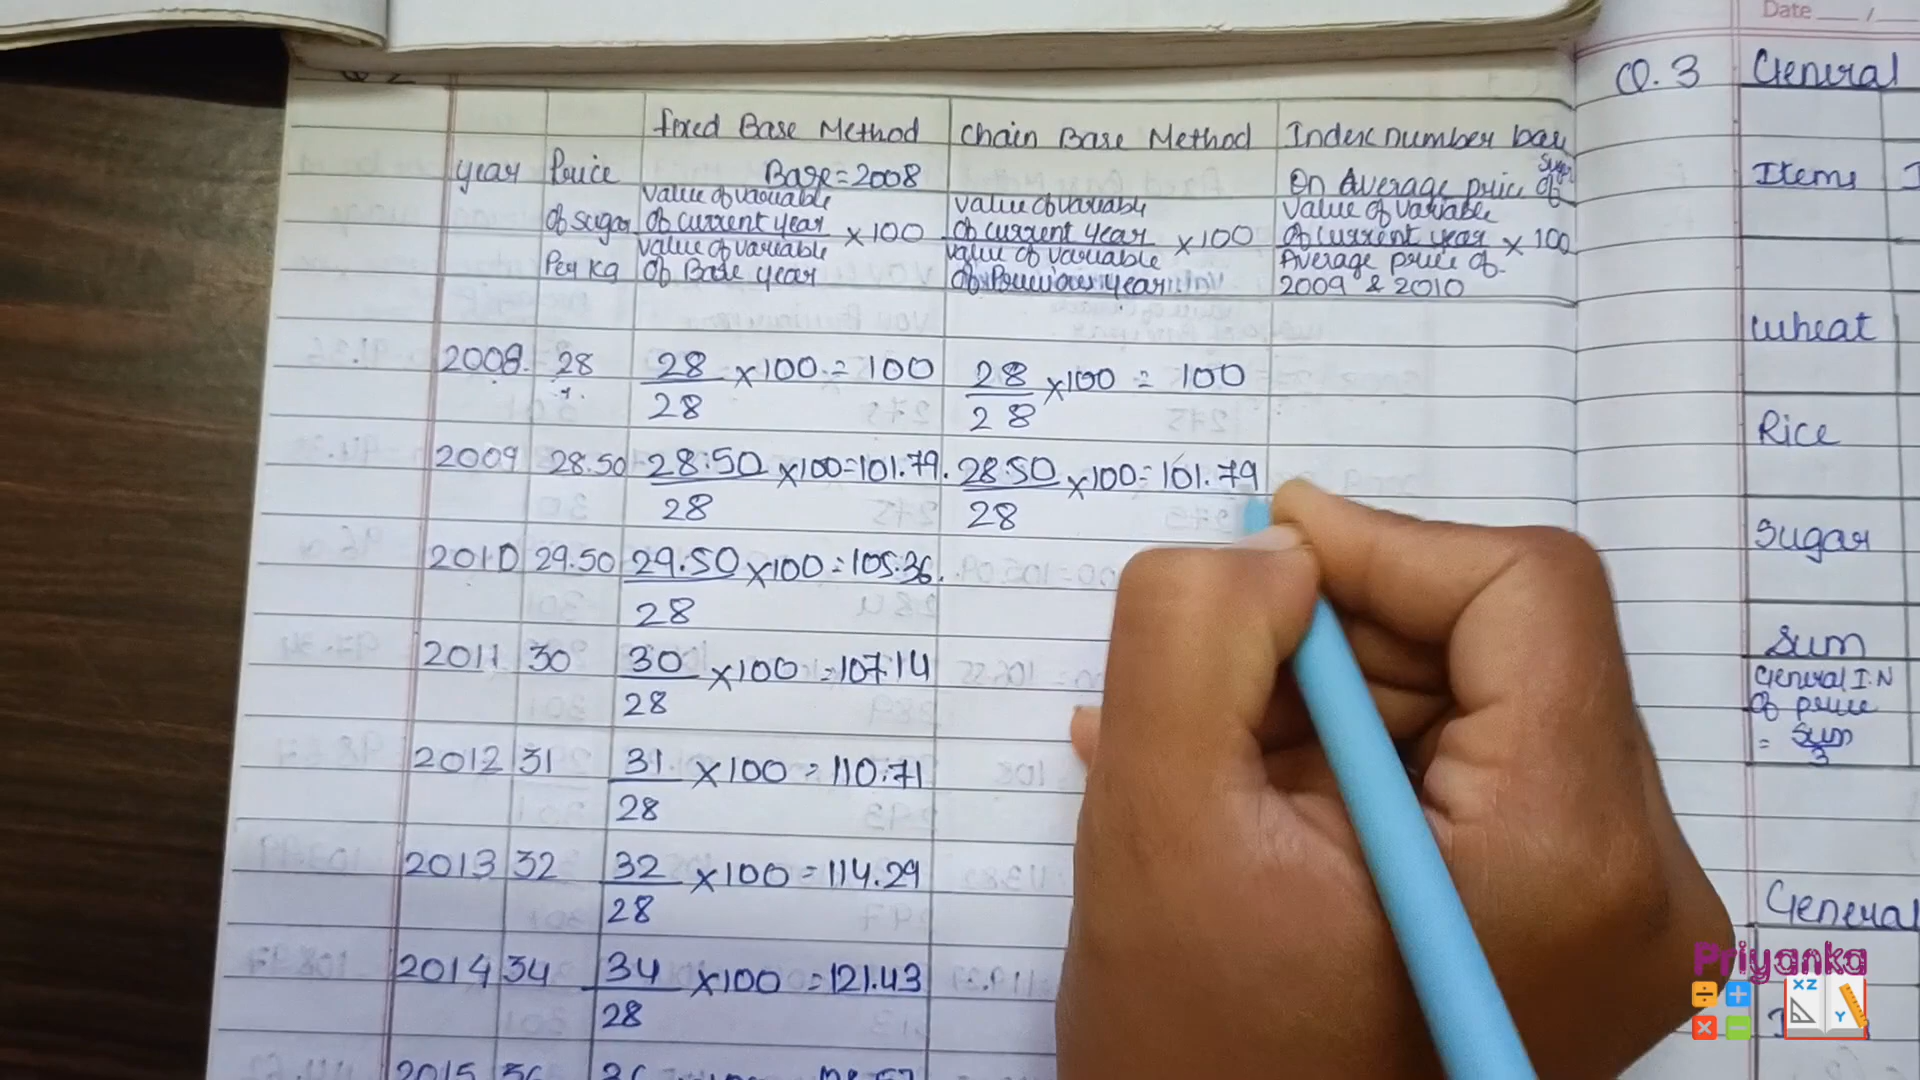 Date
Q.3 General
fixed Base Method Chain Base Method Index number
year Price Base=2008 On Average price of
of sugar
Per Kg
Value of variable
of current year × 100
Value of variable
of Base year
Value of variable
of current year × 100
Value of variable
of Previous year
Value of variable
of current year × 100
Average price of
2009 & 2010
2008 28 28 ×100 = 100 28 ×100 = 100
28 28
2009 28.50 28.50 ×100=101.79 28.50 ×100=101.79
28 28
2010 29.50 29.50 ×100=105.36
28
2011 30 30 ×100=107.14
28
2012 31 31 ×100=110.71
28
2013 32 32 ×100=114.29
28
2014 34 34 ×100=121.43
28
2015
Items
Wheat
Rice
Sugar
Sum
General I.N
of price
= Sum
3
General
Priyanka
XZ
Y